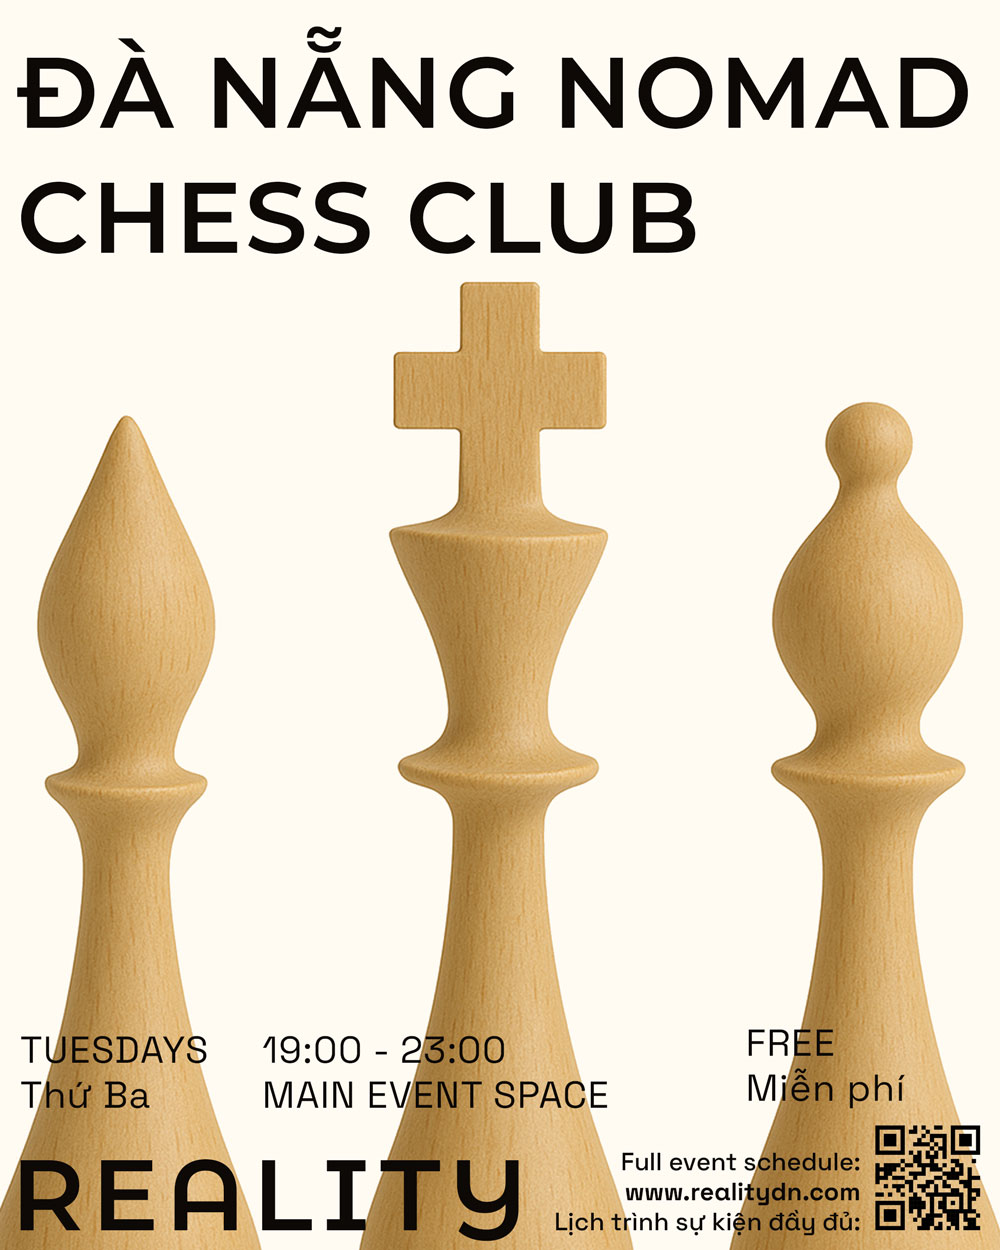 ĐÀ NẴNG NOMAD
CHESS CLUB
TUESDAYS
Thứ Ba
19:00 - 23:00
MAIN EVENT SPACE
FREE
Miễn phí
REALITY
Full event schedule:
www.realitydn.com
Lịch trình sự kiện đầy đủ: